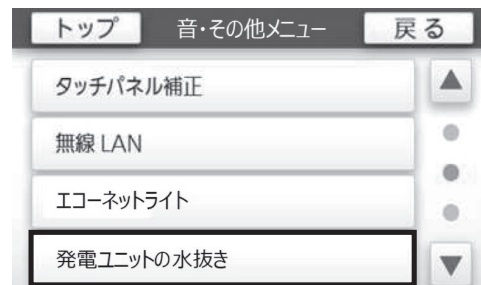 トップ 音・その他メニュー 戻る
タッチパネル補正
無線 LAN
エコーネットライト
発電ユニットの水抜き